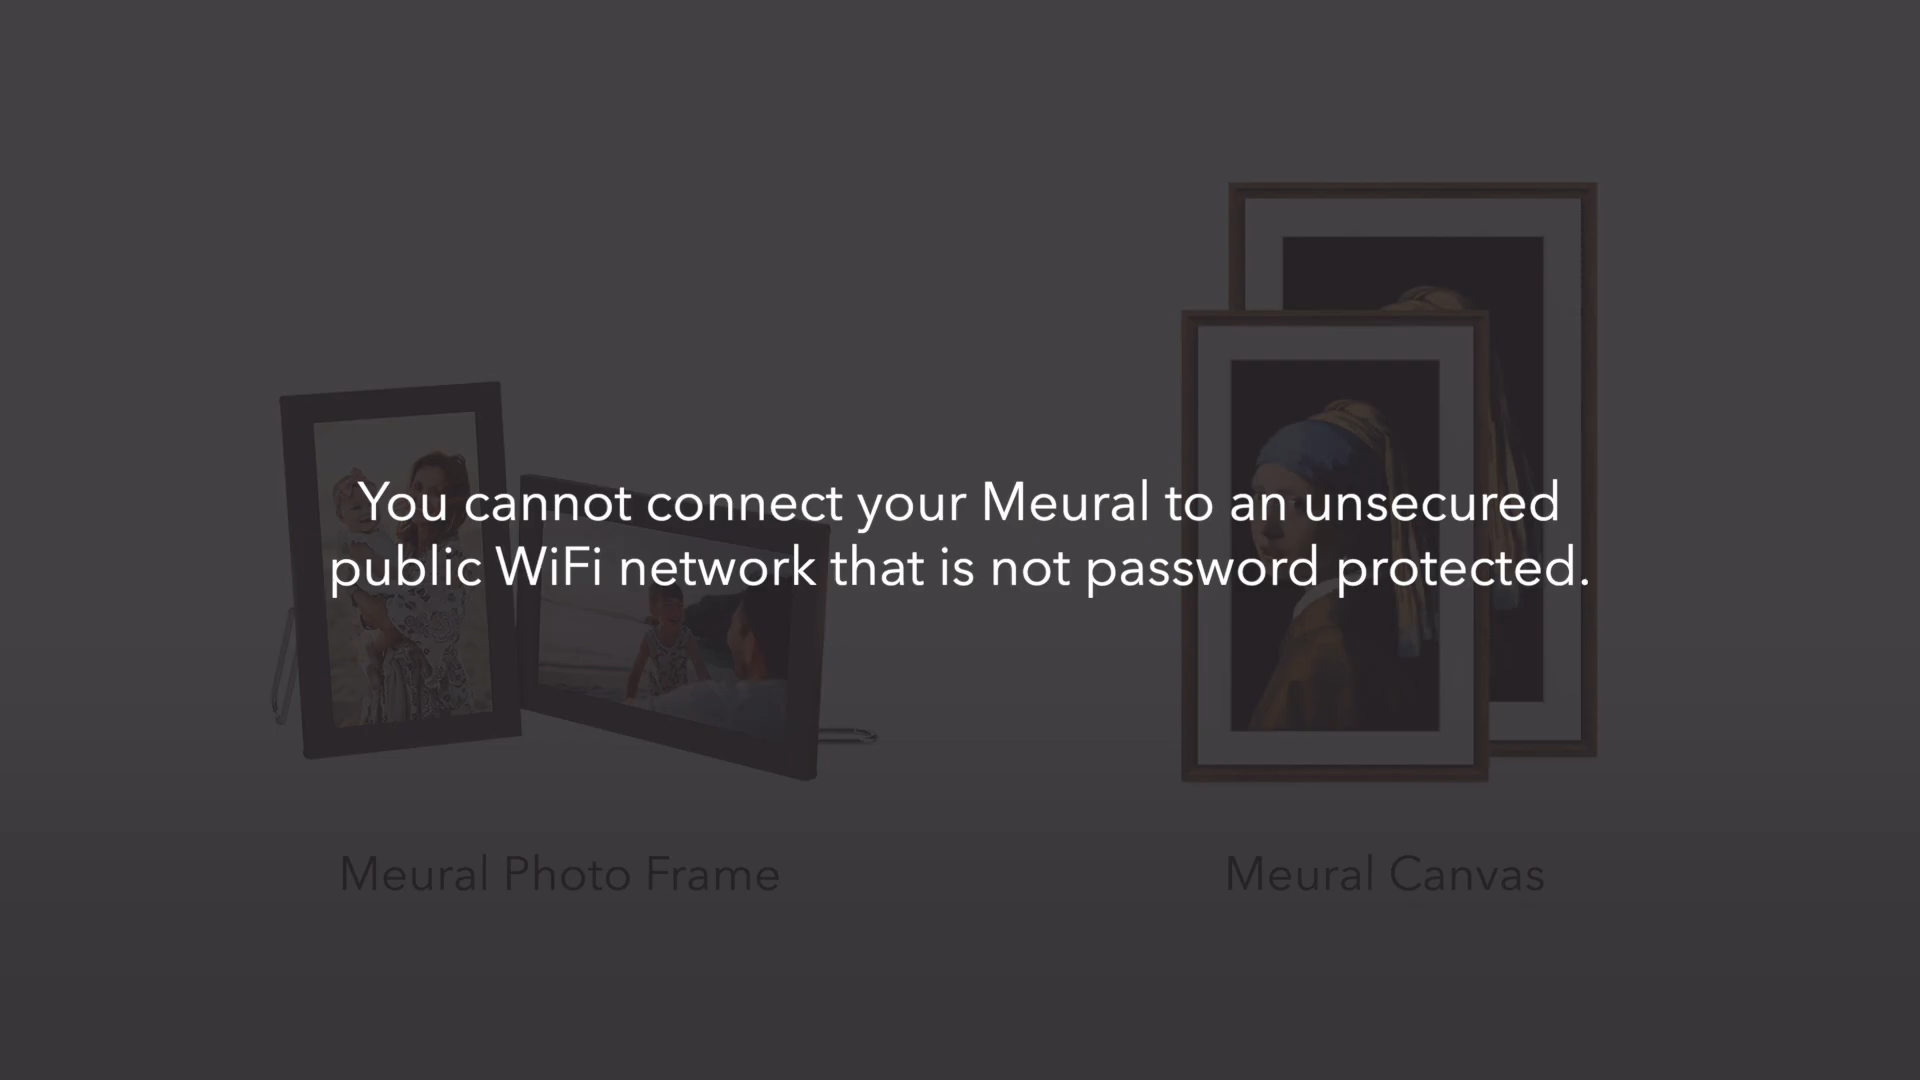 You cannot connect your Meural to an unsecured
public WiFi network that is not password protected.
Meural Photo Frame
Meural Canvas